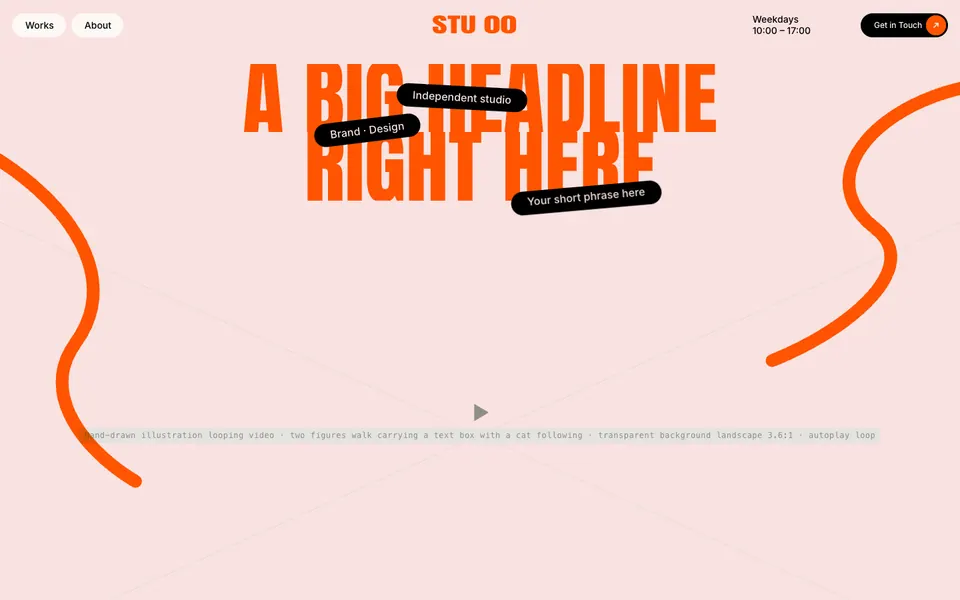 Works
About
STU OO
Weekdays
10:00 – 17:00
Get in Touch
A BIG HEADLINE
Independent studio
Brand · Design
RIGHT HERE
Your short phrase here
Hand-drawn illustration looping video · two figures walk carrying a text box with a cat following · transparent background landscape 3.6:1 · autoplay loop